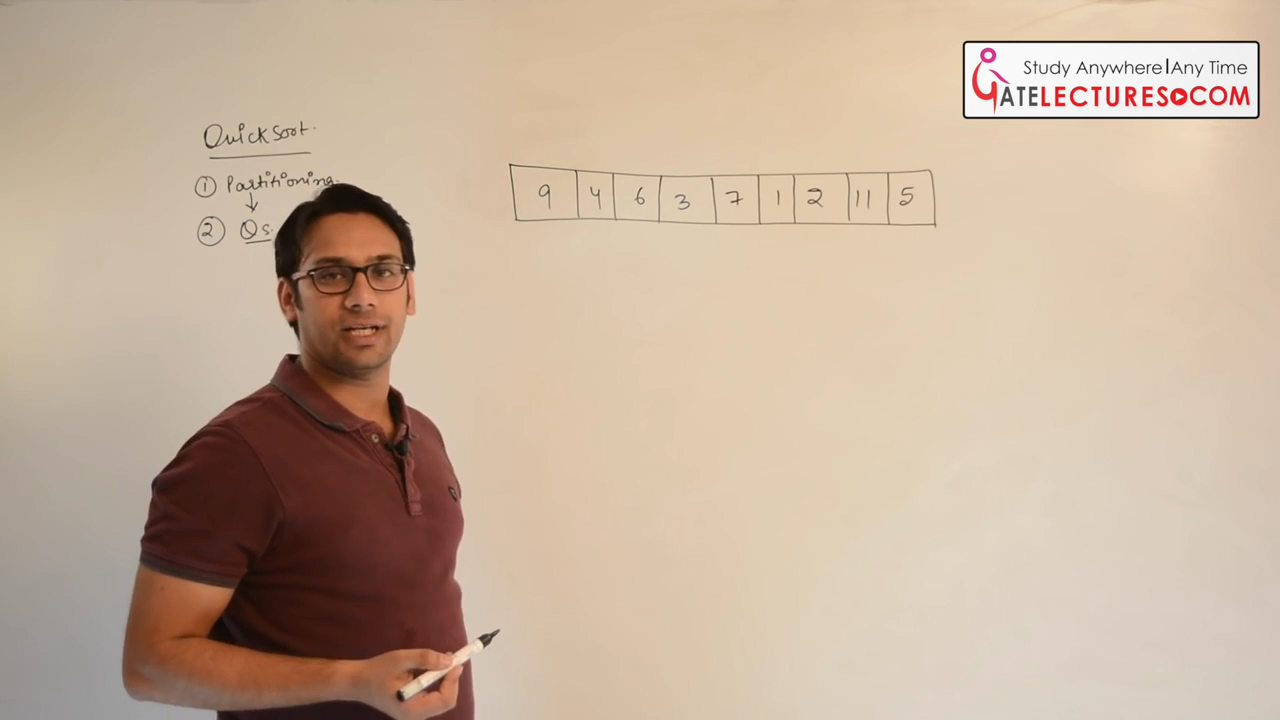 Study Anywhere|Any Time
GATELECTURES.COM
Quicksort.
① Partitioning.
② Qs.
9 4 6 3 7 1 2 11 5